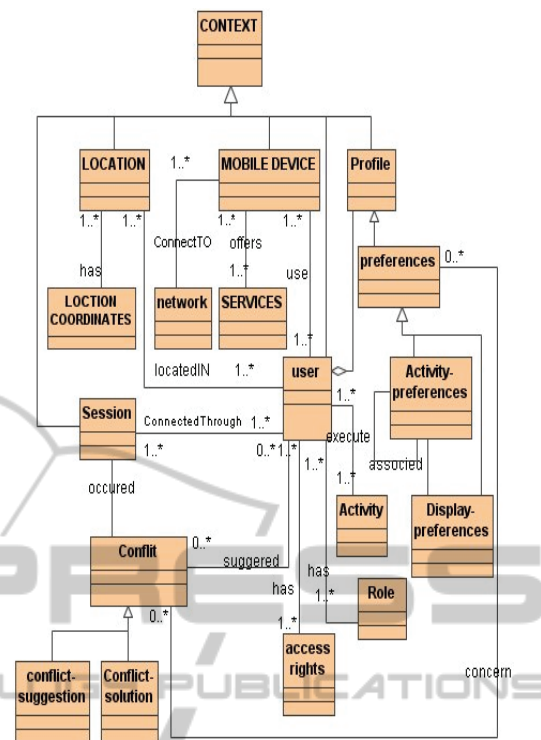 CONTEXT
LOCATION
MOBILE DEVICE
Profile
1..*
1..*
1..*
1..*
1..*
ConnectTO
offers
has
1..*
use
preferences
0..*
LOCTION
COORDINATES
network
SERVICES
1..*
locatedIN
1..*
user
Activity-
preferences
1..*
Session
ConnectedThrough
1..*
1..*
0..*
1..*
1..*
execute
associed
1..*
occured
Activity
Display-
preferences
Conflit
0..*
suggered
has
has
1..*
Role
0..*
1..*
access
rights
concern
conflict-
suggestion
Conflict-
solution
PRESS
PUBLICATIONS